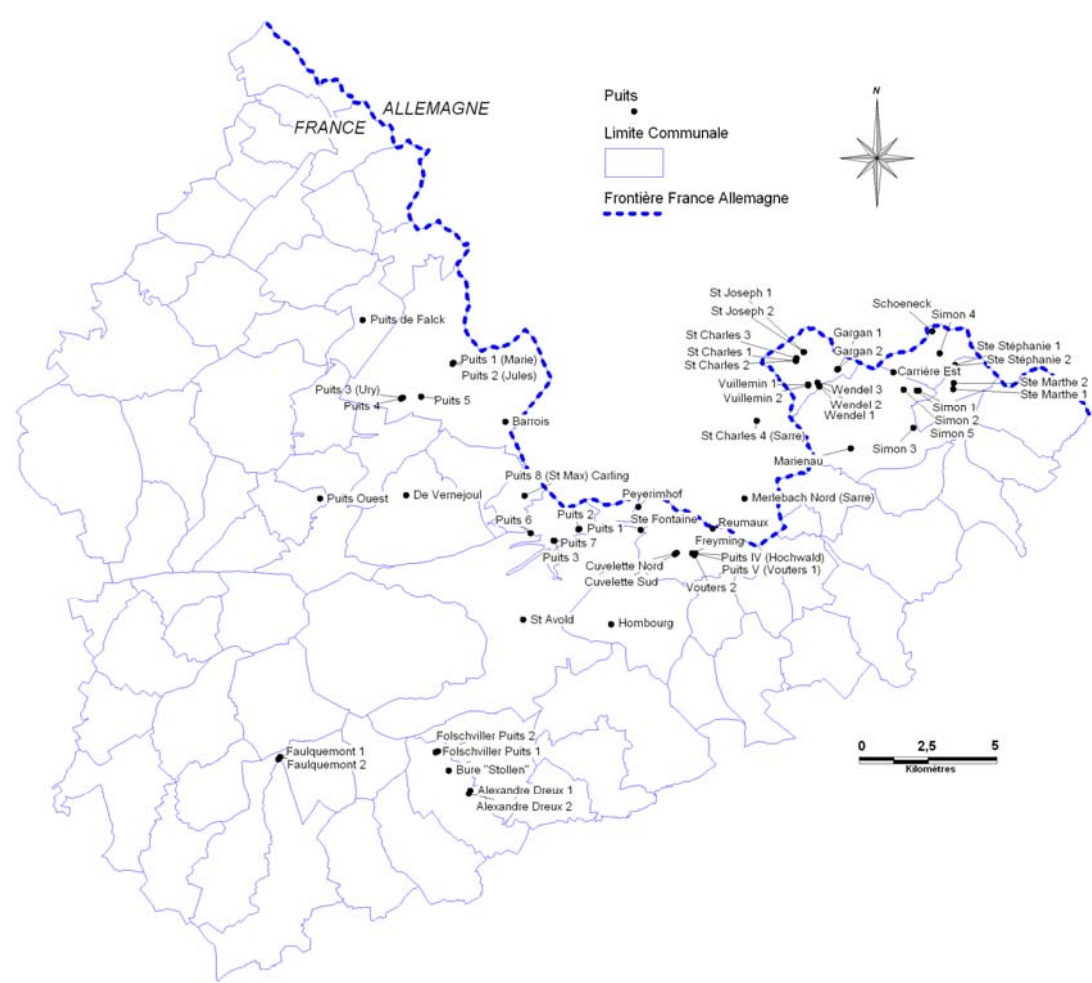 ALLEMAGNE
FRANCE
Puits
Limite Communale
Frontière France Allemagne
N
St Joseph 1
St Joseph 2
St Charles 3
St Charles 1
St Charles 2
Gargan 1
Gargan 2
Schoeneck
Simon 4
Ste Stéphanie 1
Ste Stéphanie 2
Carrière Est
Ste Marthe 2
Ste Marthe 1
Vuillemin 1
Vuillemin 2
Wendel 3
Wendel 2
Wendel 1
Simon 1
Simon 2
Simon 5
Simon 3
St Charles 4 (Sarre)
Marienau
Puits de Falck
Puits 1 (Marie)
Puits 2 (Jules)
Puits 3 (Ury)
Puits 4
Puits 5
Barrois
Puits 8 (St Max) Carling
Puits Ouest
De Vernejoul
Peyerimhof
Merlebach Nord (Sarre)
Puits 6
Puits 2
Puits 1
Ste Fontaine
Reumaux
Puits 7
Puits 3
Freyming
Cuvelette Nord
Cuvelette Sud
Puits IV (Hochwald)
Puits V (Vouters 1)
Vouters 2
St Avold
Hombourg
Folschviller Puits 2
Folschviller Puits 1
Faulquemont 1
Faulquemont 2
Bure "Stollen"
Alexandre Dreux 1
Alexandre Dreux 2
0 2,5 5
Kilomètres